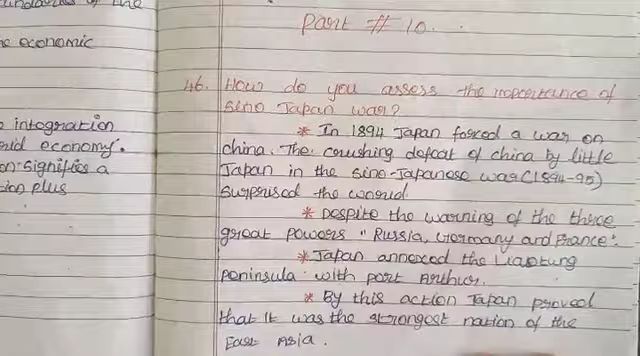 of the
economic
integration
economy.
signifies a
plus
Part # 10.
46. How do you assess the importance of
Sino Japan war?
* In 1894 Japan forced a war on
china. The crushing defeat of china by little
Japan in the sino-Japanese war (1894-95)
surprised the world.
* Despite the warning of the three
great powers "Russia, Germany and France".
* Japan annexed the Liaotung
peninsula with port Arthur.
* By this action Japan proved
that It was the strongest nation of the
East Asia.